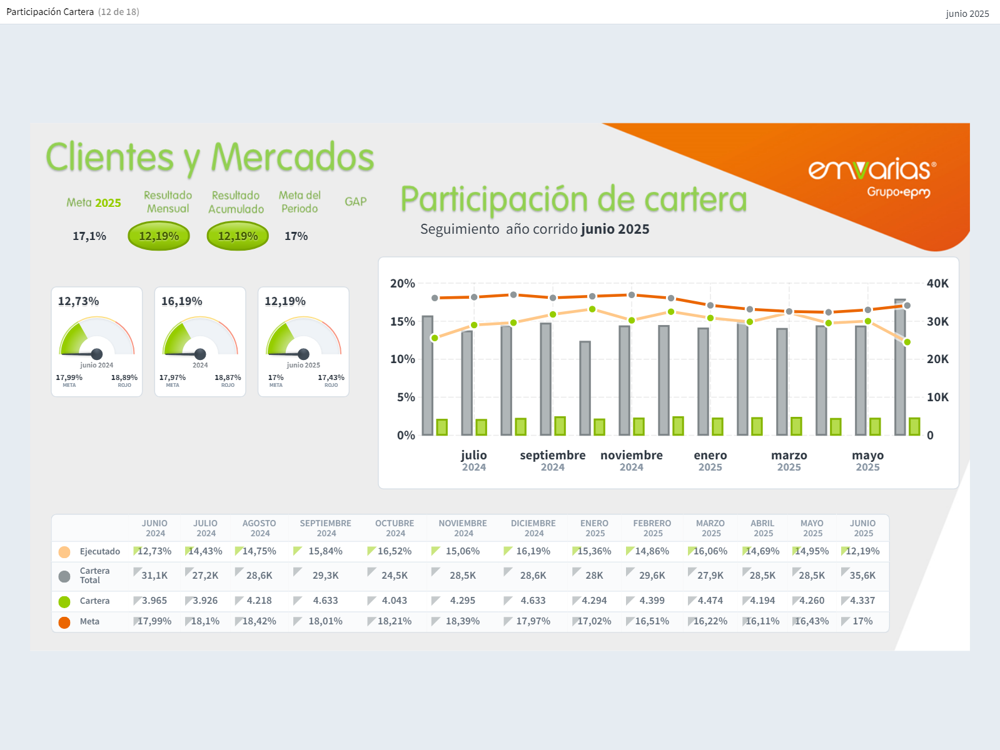 Participación Cartera (12 de 18)
junio 2025
Clientes y Mercados
emvarias®
Grupo•epm
Participación de cartera
Seguimiento año corrido junio 2025
Meta 2025
Resultado Mensual
Resultado Acumulado
Meta del Periodo
GAP
17,1%
12,19%
12,19%
17%
12,73%
junio 2024
17,99%
META
18,89%
ROJO
16,19%
2024
17,97%
META
18,87%
ROJO
12,19%
junio 2025
17%
META
17,43%
ROJO
20%
15%
10%
5%
0%
40K
30K
20K
10K
0
julio 2024
septiembre 2024
noviembre 2024
enero 2025
marzo 2025
mayo 2025
JUNIO 2024 JULIO 2024 AGOSTO 2024 SEPTIEMBRE 2024 OCTUBRE 2024 NOVIEMBRE 2024 DICIEMBRE 2024 ENERO 2025 FEBRERO 2025 MARZO 2025 ABRIL 2025 MAYO 2025 JUNIO 2025
Ejecutado 12,73% 14,43% 14,75% 15,84% 16,52% 15,06% 16,19% 15,36% 14,86% 16,06% 14,69% 14,95% 12,19%
Cartera Total 31,1K 27,2K 28,6K 29,3K 24,5K 28,5K 28,6K 28K 29,6K 27,9K 28,5K 28,5K 35,6K
Cartera 3.965 3.926 4.218 4.633 4.043 4.295 4.633 4.294 4.399 4.474 4.194 4.260 4.337
Meta 17,99% 18,1% 18,42% 18,01% 18,21% 18,39% 17,97% 17,02% 16,51% 16,22% 16,11% 16,43% 17%